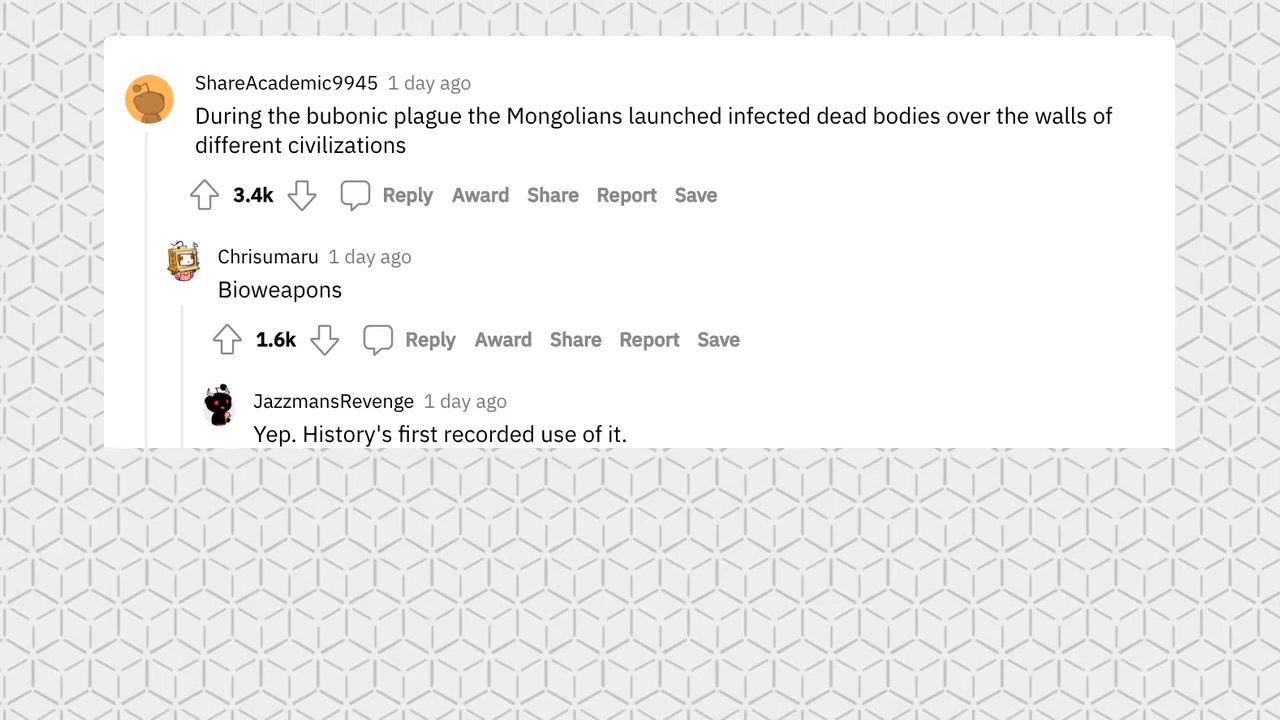 ShareAcademic9945 1 day ago
During the bubonic plague the Mongolians launched infected dead bodies over the walls of
different civilizations
3.4k Reply Award Share Report Save
Chrisumaru 1 day ago
Bioweapons
1.6k Reply Award Share Report Save
JazzmansRevenge 1 day ago
Yep. History's first recorded use of it.